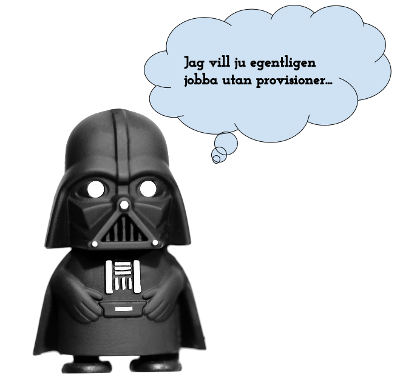 Jag vill ju egentligen
jobba utan provisioner...